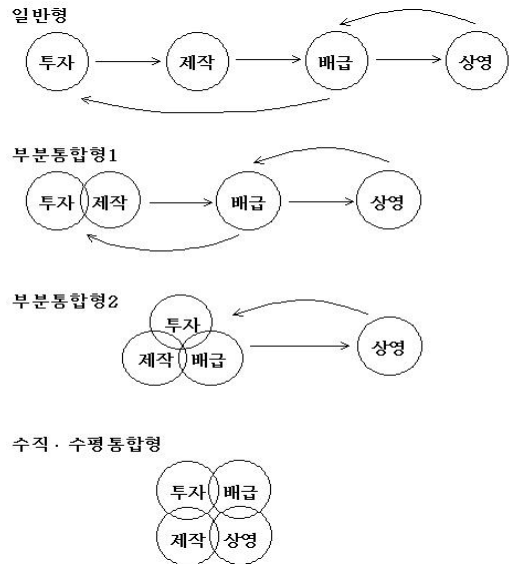 일반형
투자 제작 배급 상영
부분통합형1
투자 제작 배급 상영
부분통합형2
투자
제작 배급 상영
수직·수평통합형
투자 배급
제작 상영